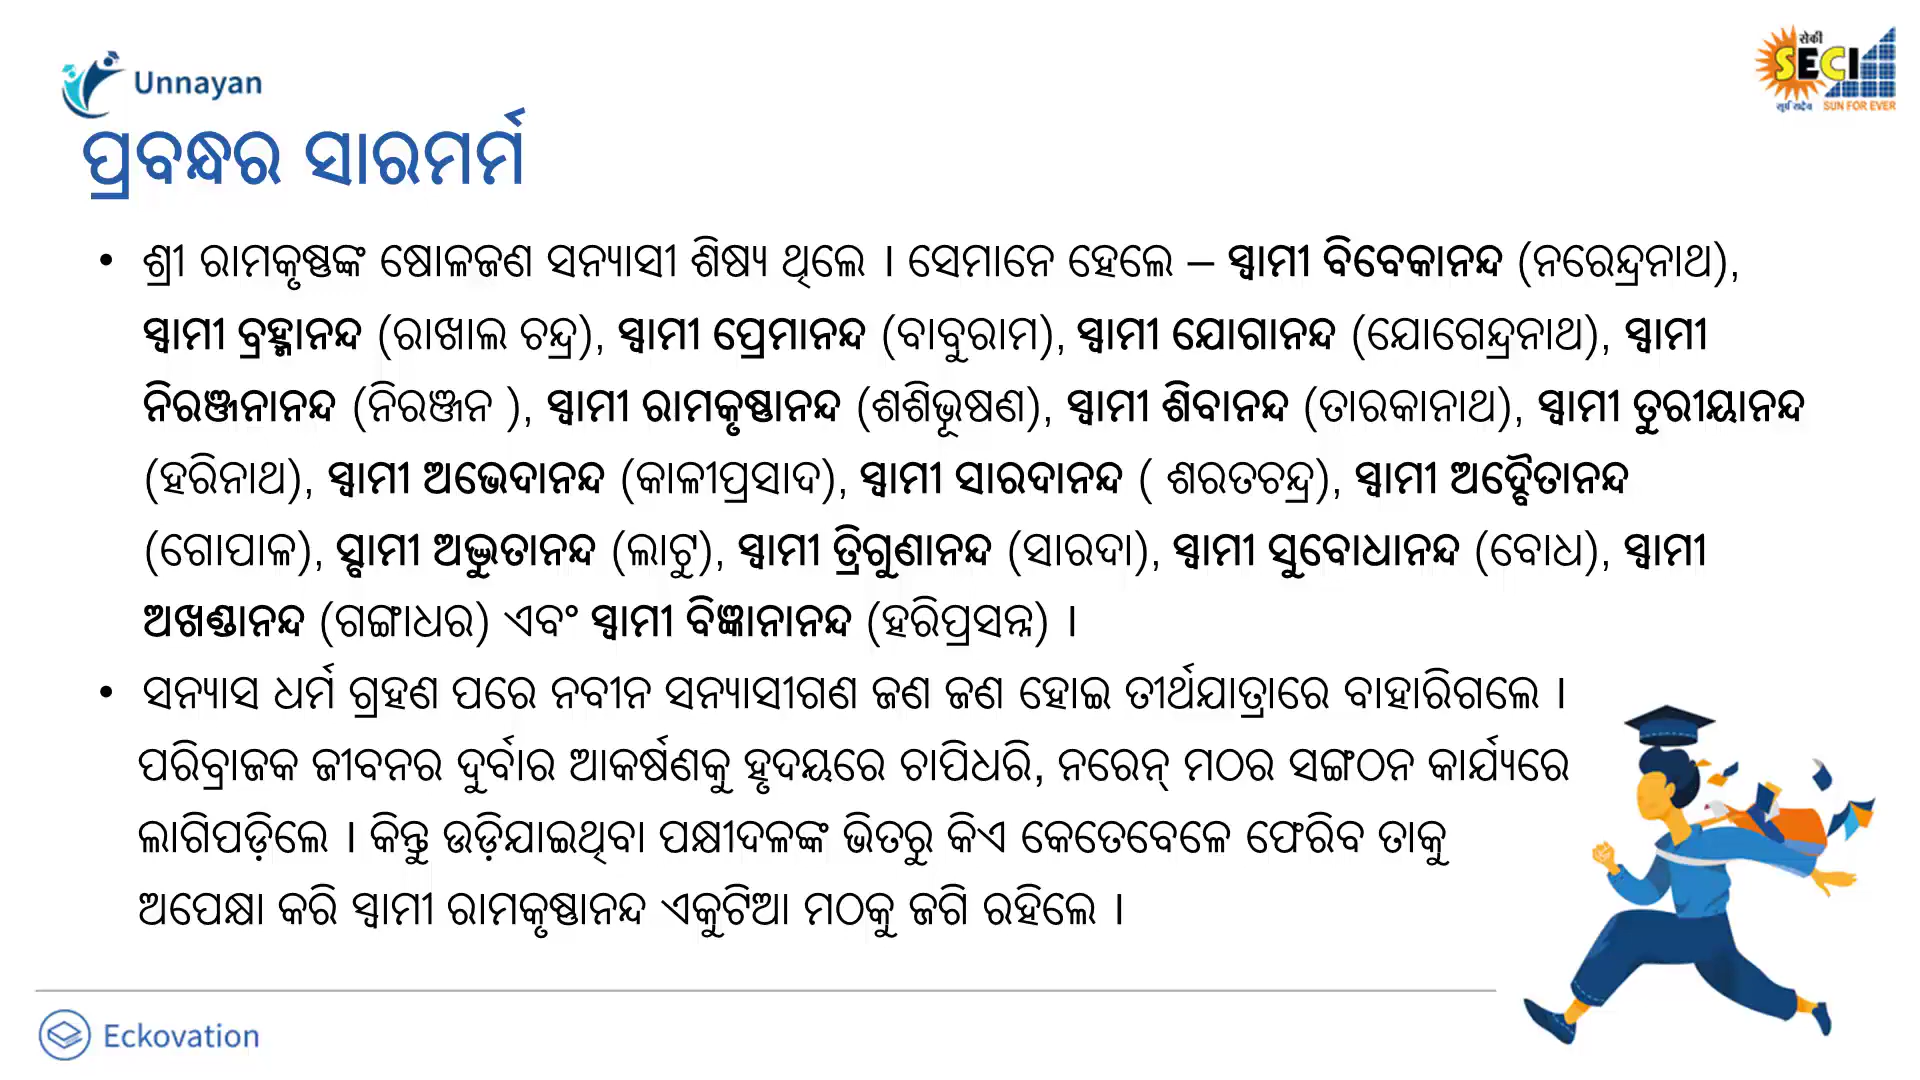 Unnayan
सेकी
SECI
सूर्य सदैव SUN FOR EVER
ପ୍ରବନ୍ଧର ସାରମର୍ମ
• ଶ୍ରୀ ରାମକୃଷ୍ଣଙ୍କ ଷୋଳଜଣ ସନ୍ୟାସୀ ଶିଷ୍ୟ ଥିଲେ । ସେମାନେ ହେଲେ – ସ୍ଵାମୀ ବିବେକାନନ୍ଦ (ନରେନ୍ଦ୍ରନାଥ),
ସ୍ଵାମୀ ବ୍ରହ୍ମାନନ୍ଦ (ରାଖାଲ ଚନ୍ଦ୍ର), ସ୍ଵାମୀ ପ୍ରେମାନନ୍ଦ (ବାବୁରାମ), ସ୍ଵାମୀ ଯୋଗାନନ୍ଦ (ଯୋଗେନ୍ଦ୍ରନାଥ), ସ୍ଵାମୀ
ନିରଞ୍ଜନାନନ୍ଦ (ନିରଞ୍ଜନ ), ସ୍ଵାମୀ ରାମକୃଷ୍ଣାନନ୍ଦ (ଶଶିଭୂଷଣ), ସ୍ଵାମୀ ଶିବାନନ୍ଦ (ତାରକାନାଥ), ସ୍ଵାମୀ ତୁରୀୟାନନ୍ଦ
(ହରିନାଥ), ସ୍ଵାମୀ ଅଭେଦାନନ୍ଦ (କାଳୀପ୍ରସାଦ), ସ୍ଵାମୀ ସାରଦାନନ୍ଦ ( ଶରତଚନ୍ଦ୍ର), ସ୍ଵାମୀ ଅଦ୍ବୈତାନନ୍ଦ
(ଗୋପାଳ), ସ୍ବାମୀ ଅଦ୍ଭୁତାନନ୍ଦ (ଲାଟୁ), ସ୍ଵାମୀ ତ୍ରିଗୁଣାନନ୍ଦ (ସାରଦା), ସ୍ଵାମୀ ସୁବୋଧାନନ୍ଦ (ବୋଧ), ସ୍ଵାମୀ
ଅଖଣ୍ଡାନନ୍ଦ (ଗଙ୍ଗାଧର) ଏବଂ ସ୍ଵାମୀ ବିଜ୍ଞାନାନନ୍ଦ (ହରିପ୍ରସନ୍ନ) ।
• ସନ୍ୟାସ ଧର୍ମ ଗ୍ରହଣ ପରେ ନବୀନ ସନ୍ୟାସୀଗଣ ଜଣ ଜଣ ହୋଇ ତୀର୍ଥଯାତ୍ରାରେ ବାହାରିଗଲେ ।
ପରିବ୍ରାଜକ ଜୀବନର ଦୁର୍ବାର ଆକର୍ଷଣକୁ ହୃଦୟରେ ଚାପିଧରି, ନରେନ୍ ମଠର ସଙ୍ଗଠନ କାର୍ଯ୍ୟରେ
ଲାଗିପଡ଼ିଲେ । କିନ୍ତୁ ଉଡ଼ିଯାଇଥିବା ପକ୍ଷୀଦଳଙ୍କ ଭିତରୁ କିଏ କେତେବେଳେ ଫେରିବ ତାକୁ
ଅପେକ୍ଷା କରି ସ୍ଵାମୀ ରାମକୃଷ୍ଣାନନ୍ଦ ଏକୁଟିଆ ମଠକୁ ଜଗି ରହିଲେ ।
Eckovation